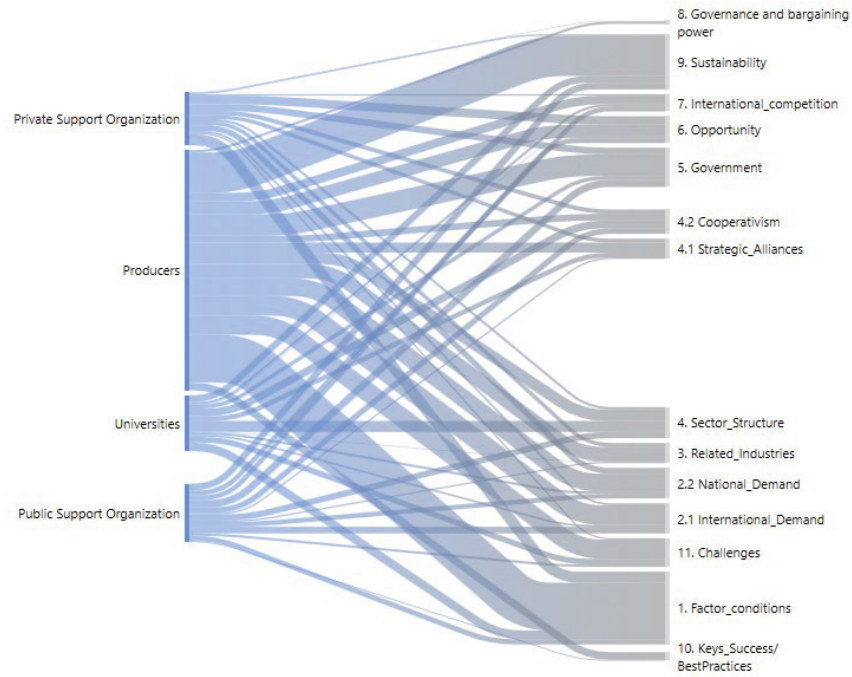 Private Support Organization
Producers
Universities
Public Support Organization
8. Governance and bargaining
power
9. Sustainability
7. International_competition
6. Opportunity
5. Government
4.2 Cooperativism
4.1 Strategic_Alliances
4. Sector_Structure
3. Related_Industries
2.2 National_Demand
2.1 International_Demand
11. Challenges
1. Factor_conditions
10. Keys_Success/
BestPractices